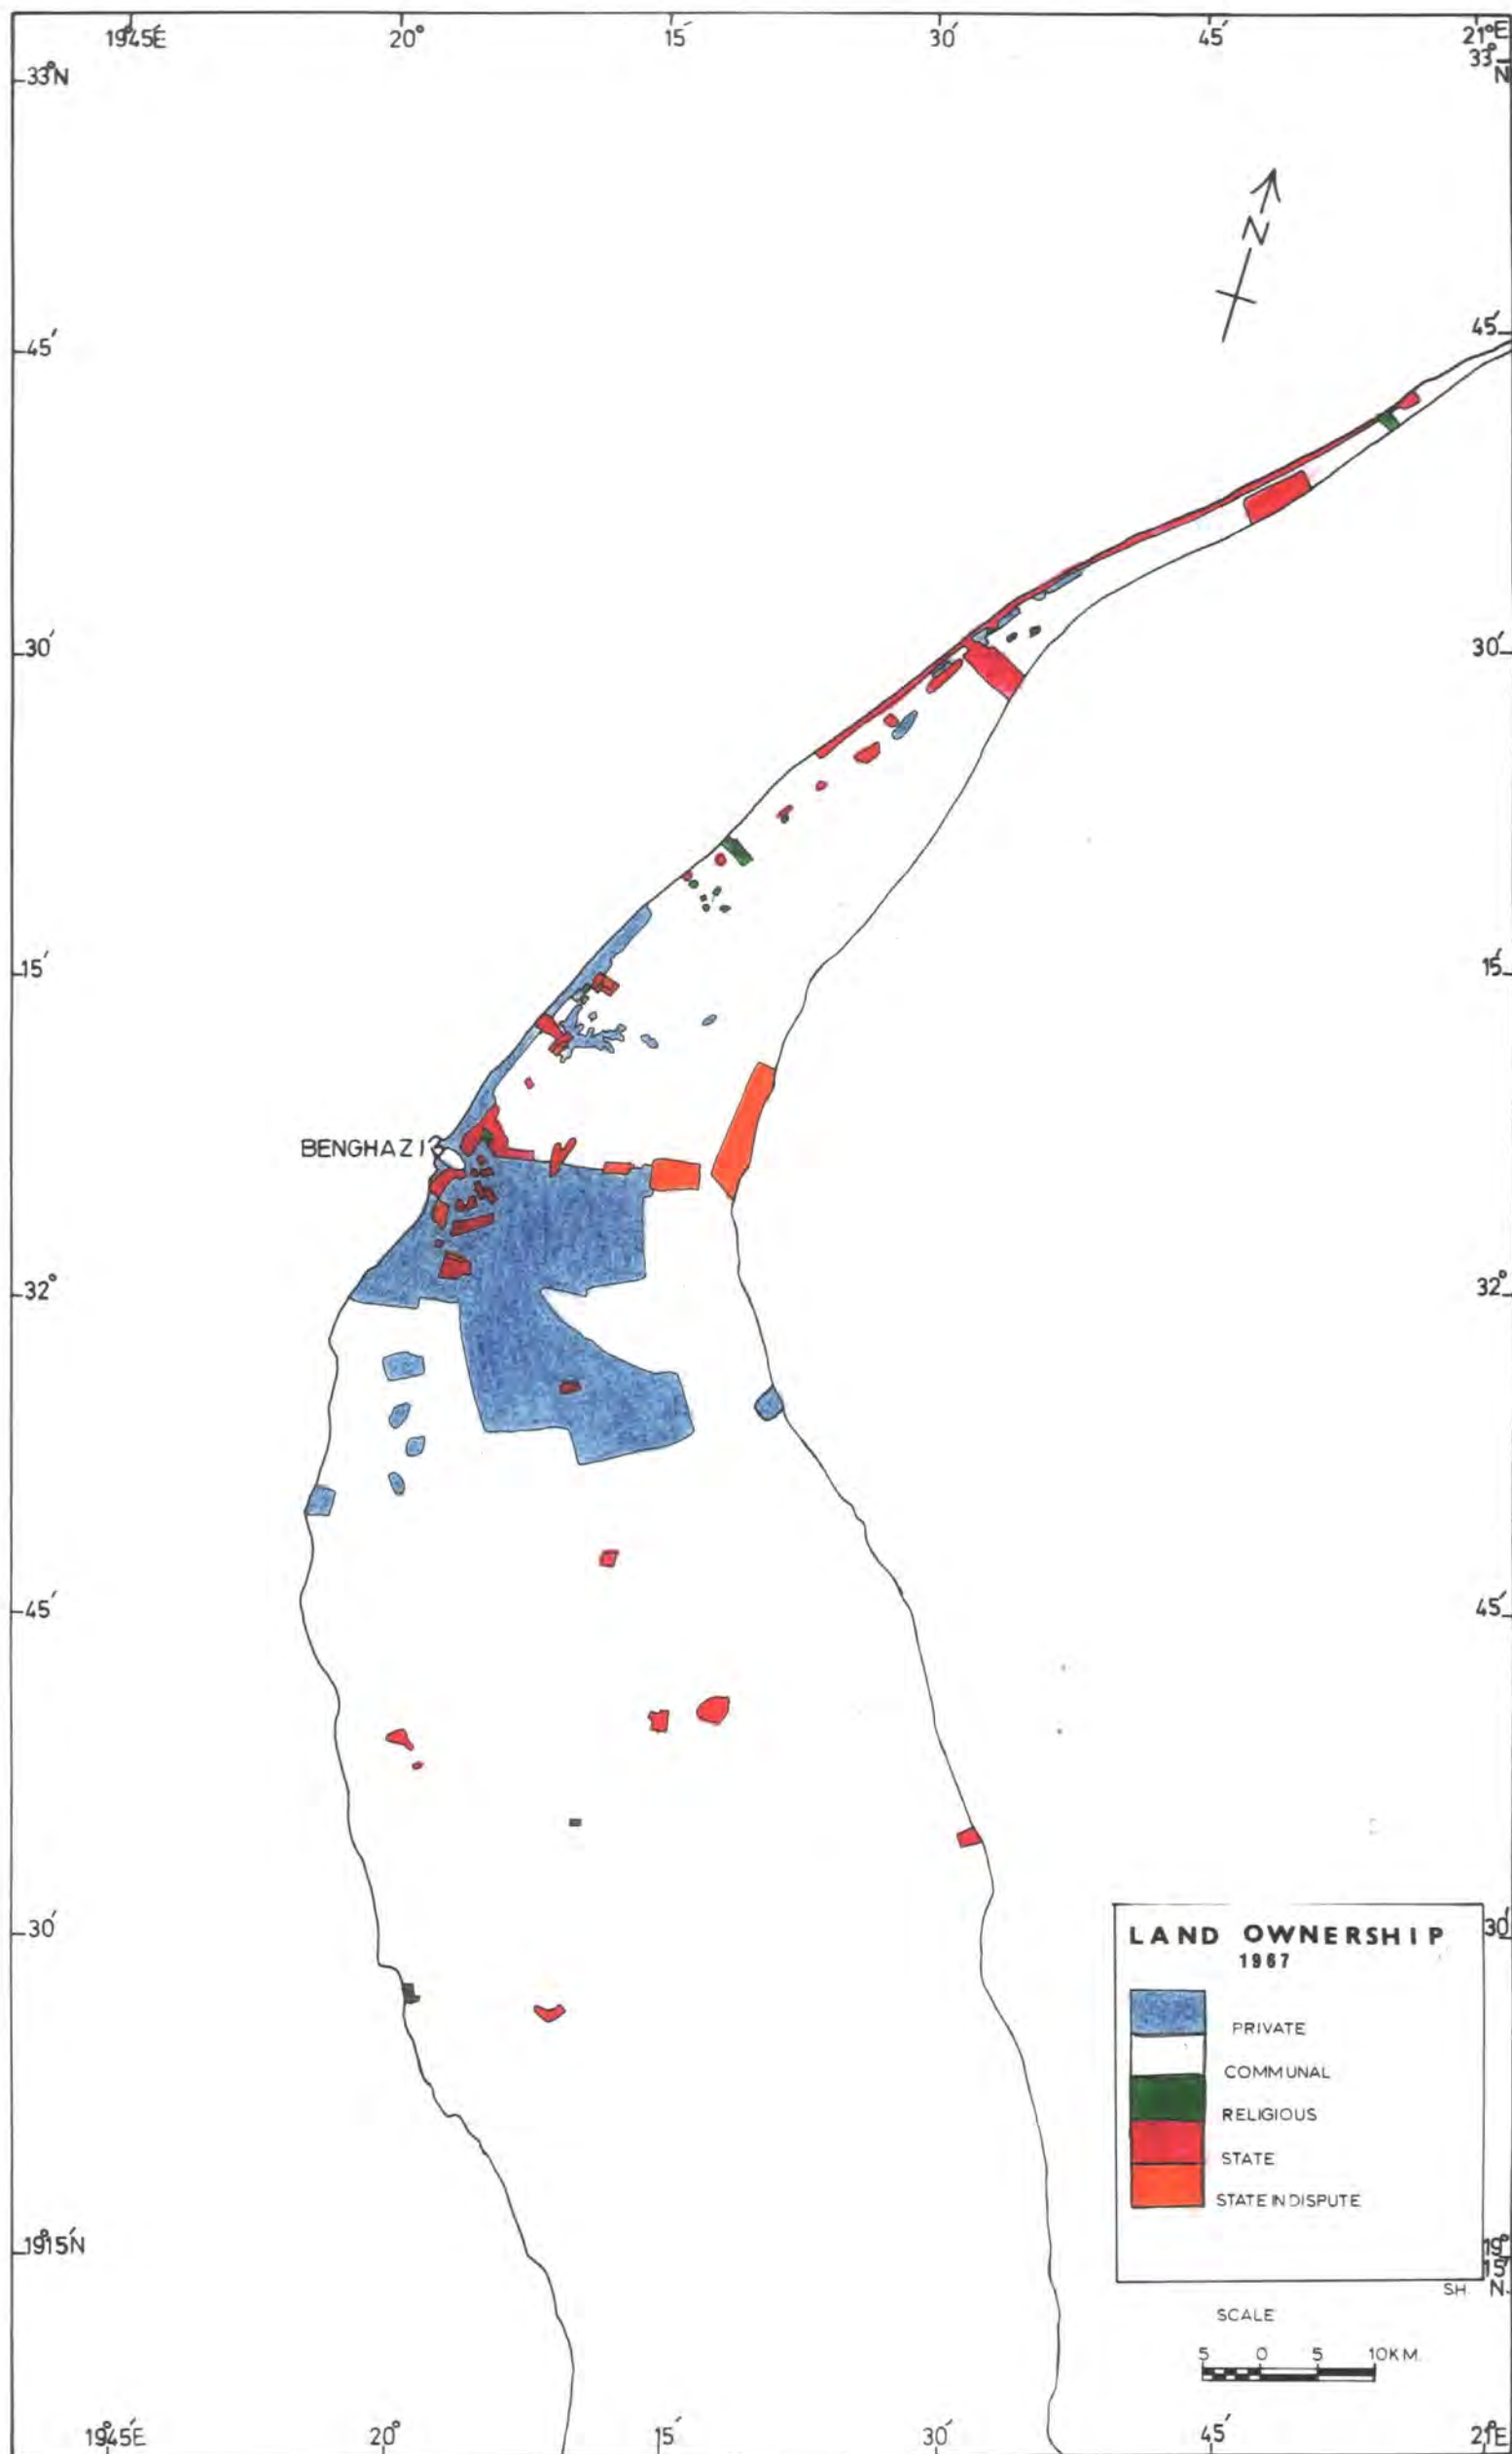 19°45′E 20° 15′ 30′ 45′ 21°E
33°N 33° N
45′ 45′
30′ 30′
15′ 15′
BENGHAZI
32° 32°
45′ 45′
30′ 30′
19°15′N 19° 15′ N.
N
LAND OWNERSHIP
1967
PRIVATE
COMMUNAL
RELIGIOUS
STATE
STATE IN DISPUTE
S.H.
SCALE
5 0 5 10KM.
19°45′E 20° 15′ 30′ 45′ 21°E